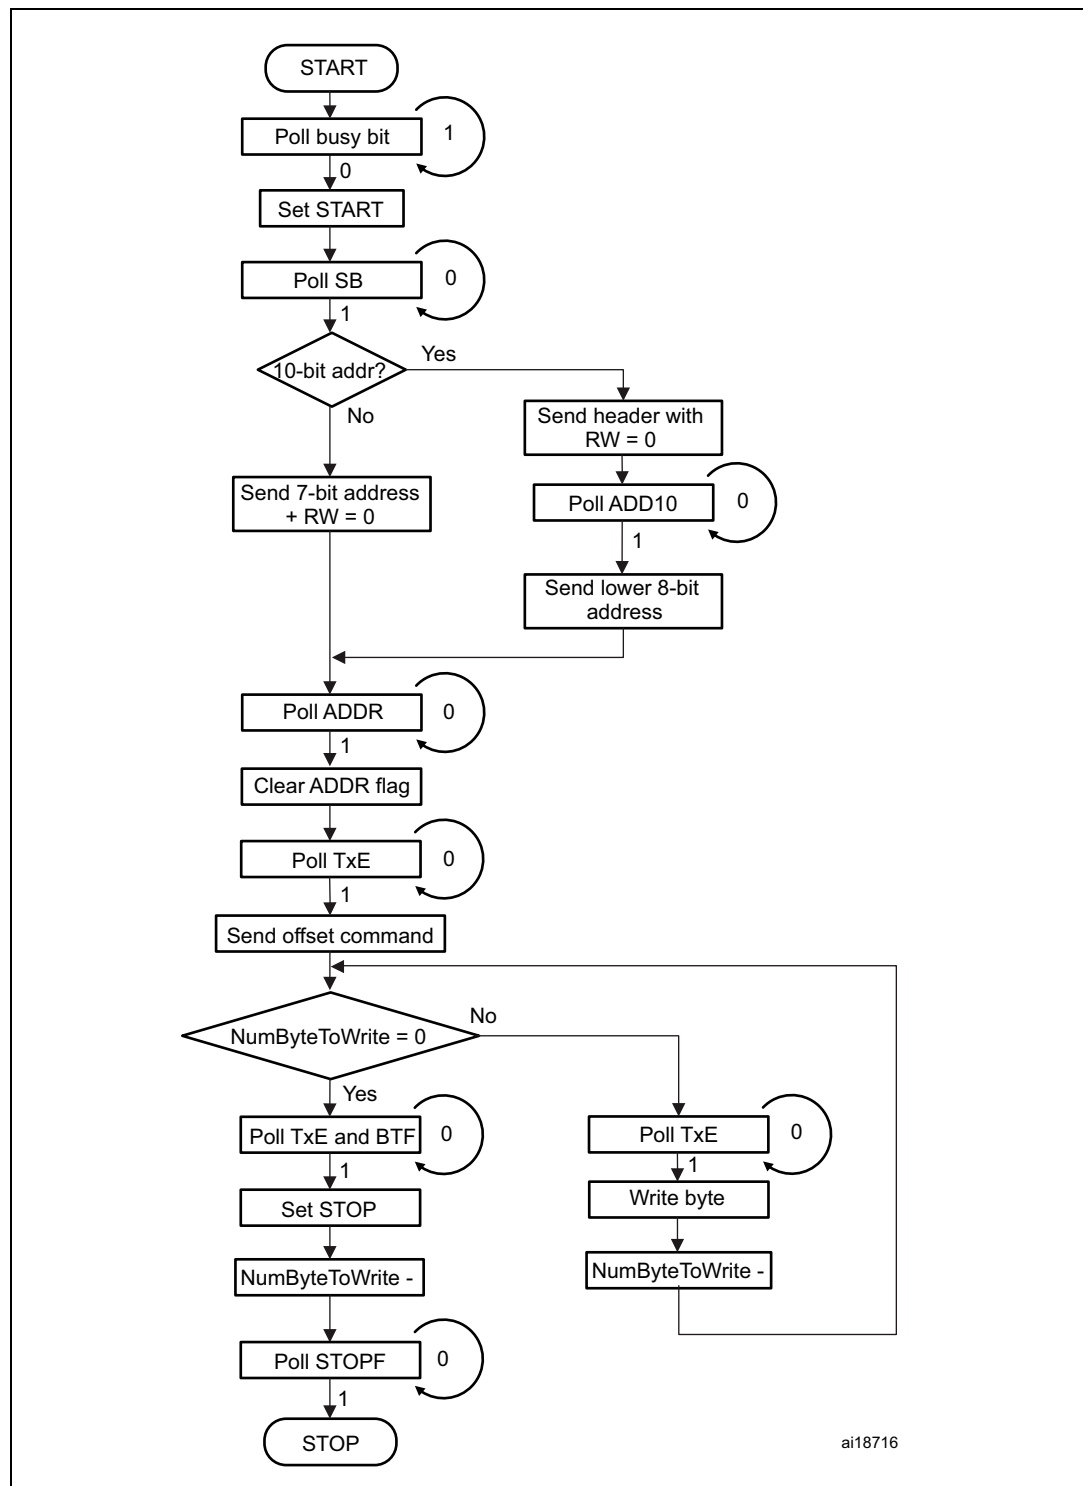 START
Poll busy bit
1
0
Set START
Poll SB
0
1
10-bit addr?
Yes
No
Send header with
RW = 0
Send 7-bit address
+ RW = 0
Poll ADD10
0
1
Send lower 8-bit
address
Poll ADDR
0
1
Clear ADDR flag
Poll TxE
0
1
Send offset command
NumByteToWrite = 0
No
Yes
Poll TxE and BTF
0
1
Set STOP
NumByteToWrite -
Poll TxE
0
1
Write byte
NumByteToWrite -
Poll STOPF
0
1
STOP
ai18716